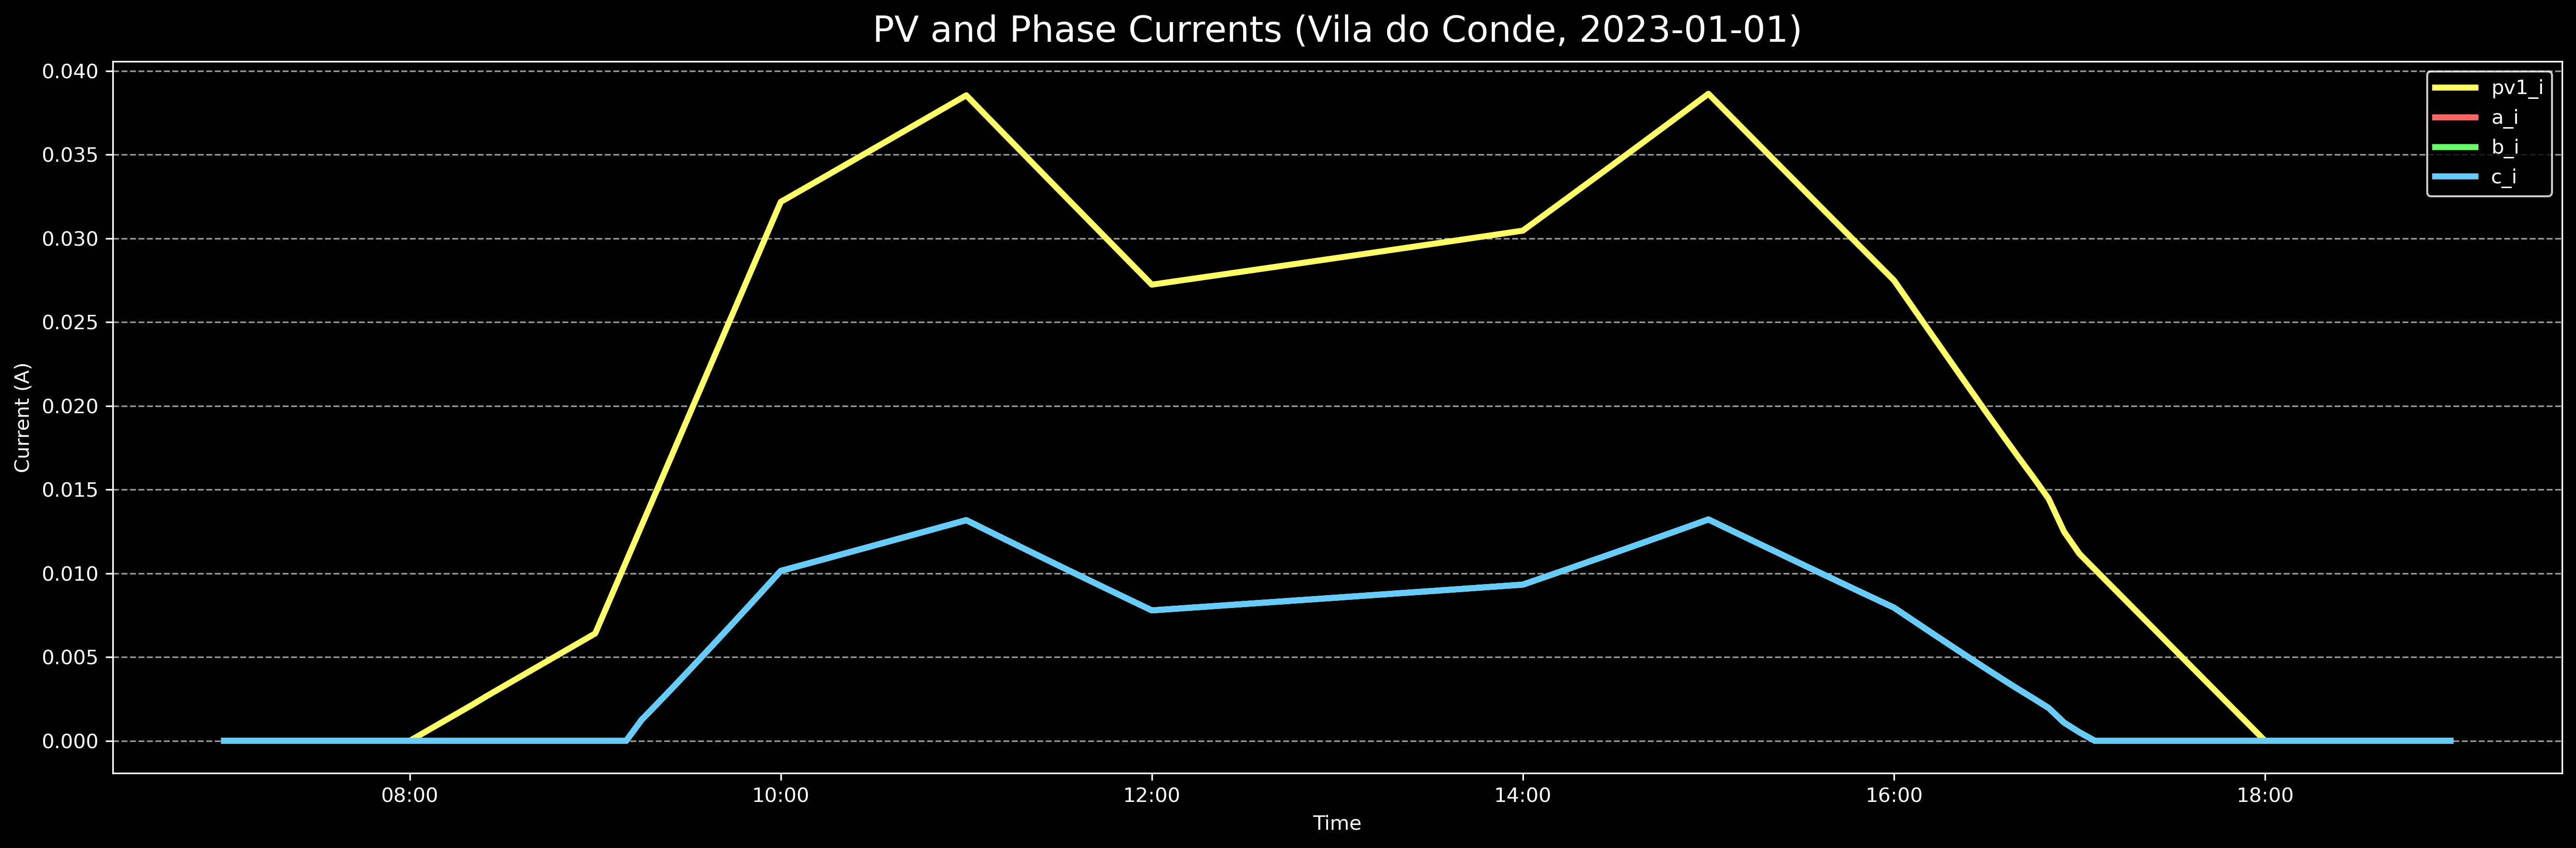 PV and Phase Currents (Vila do Conde, 2023-01-01)
0.040
0.035
0.030
0.025
0.020
0.015
0.010
0.005
0.000
Current (A)
pv1_i
a_i
b_i
c_i
08:00 10:00 12:00 14:00 16:00 18:00
Time